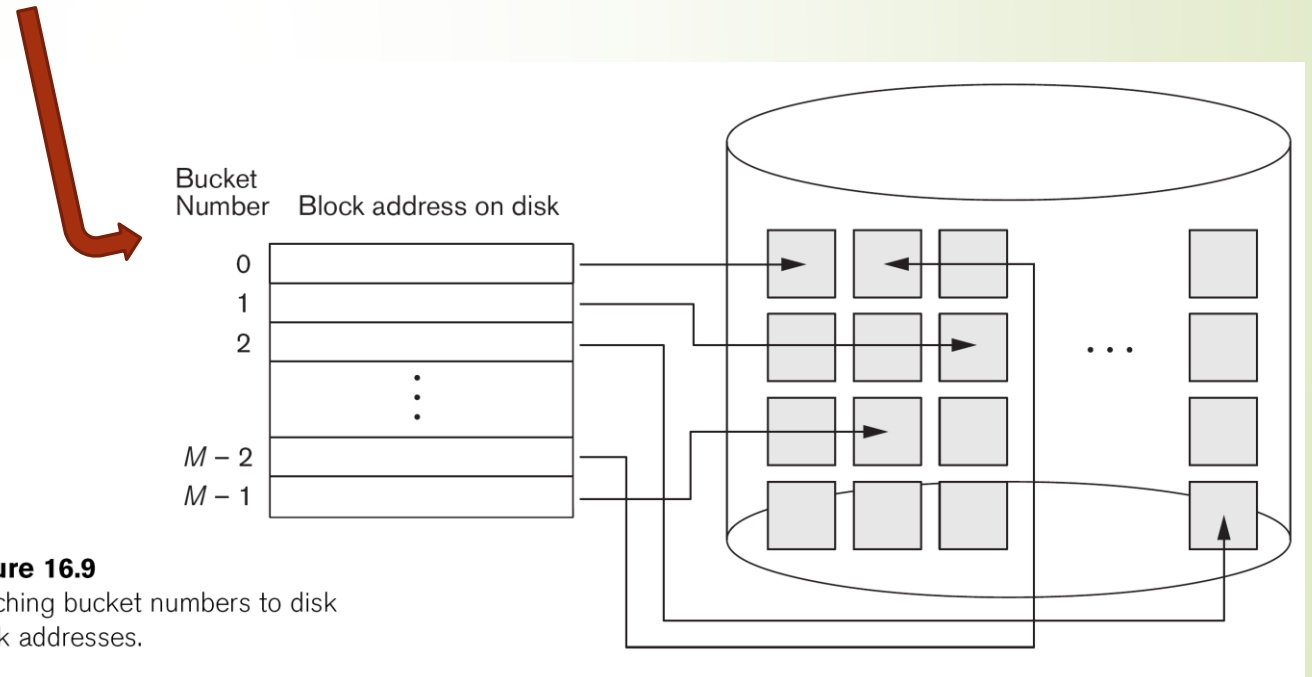 Bucket
Number Block address on disk
0
1
2
M – 2
M – 1
ure 16.9
ching bucket numbers to disk
k addresses.